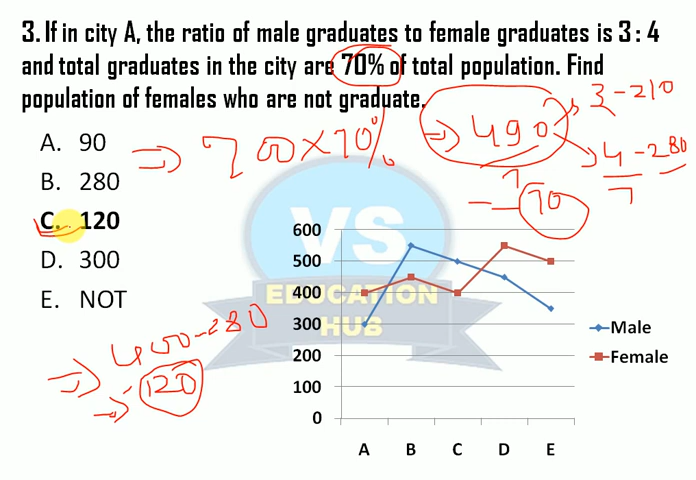 3. If in city A, the ratio of male graduates to female graduates is 3 : 4
and total graduates in the city are 70% of total population. Find
population of females who are not graduate.
3 - 210
A. 90
⇒ 700 × 70%
⇒ 490
4 - 280
7
7
B. 280
= 70
C. 120
VS
D. 300
E. NOT
EDUCATION
HUB
600
500
400
300
200
100
0
A B C D E
Male
Female
⇒ 400 - 280
⇒ 120